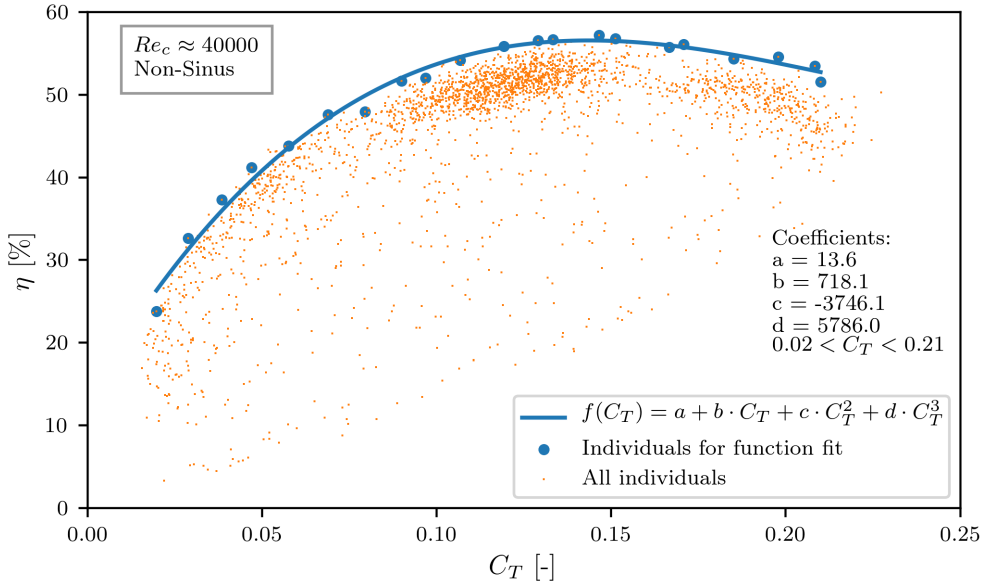 60
50
40
30
20
10
0
η [%]
Re_c ≈ 40000
Non-Sinus
Coefficients:
a = 13.6
b = 718.1
c = -3746.1
d = 5786.0
0.02 < C_T < 0.21
f(C_T) = a + b · C_T + c · C_T^2 + d · C_T^3
Individuals for function fit
All individuals
0.00 0.05 0.10 0.15 0.20 0.25
C_T [-]